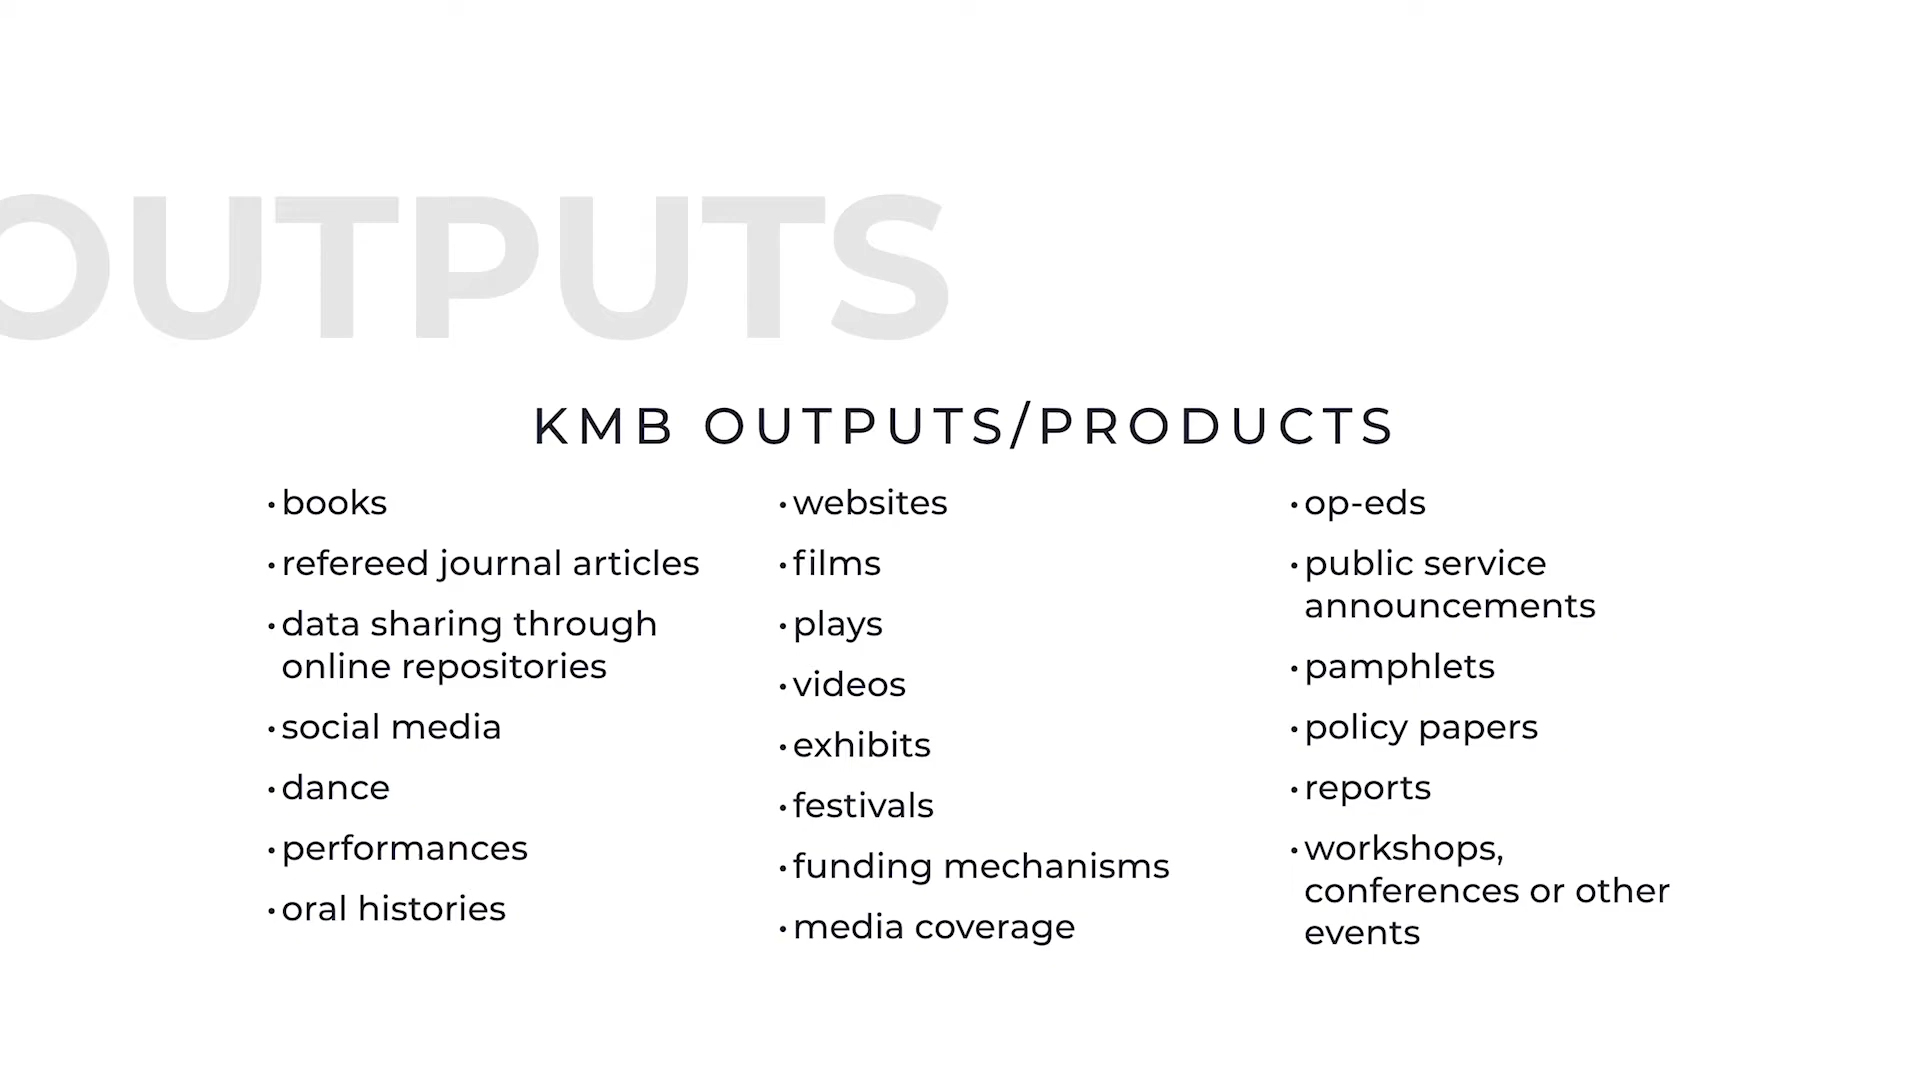 OUTPUTS
KMB OUTPUTS/PRODUCTS
• books
• refereed journal articles
• data sharing through
online repositories
• social media
• dance
• performances
• oral histories
• websites
• films
• plays
• videos
• exhibits
• festivals
• funding mechanisms
• media coverage
• op-eds
• public service
announcements
• pamphlets
• policy papers
• reports
• workshops,
conferences or other
events